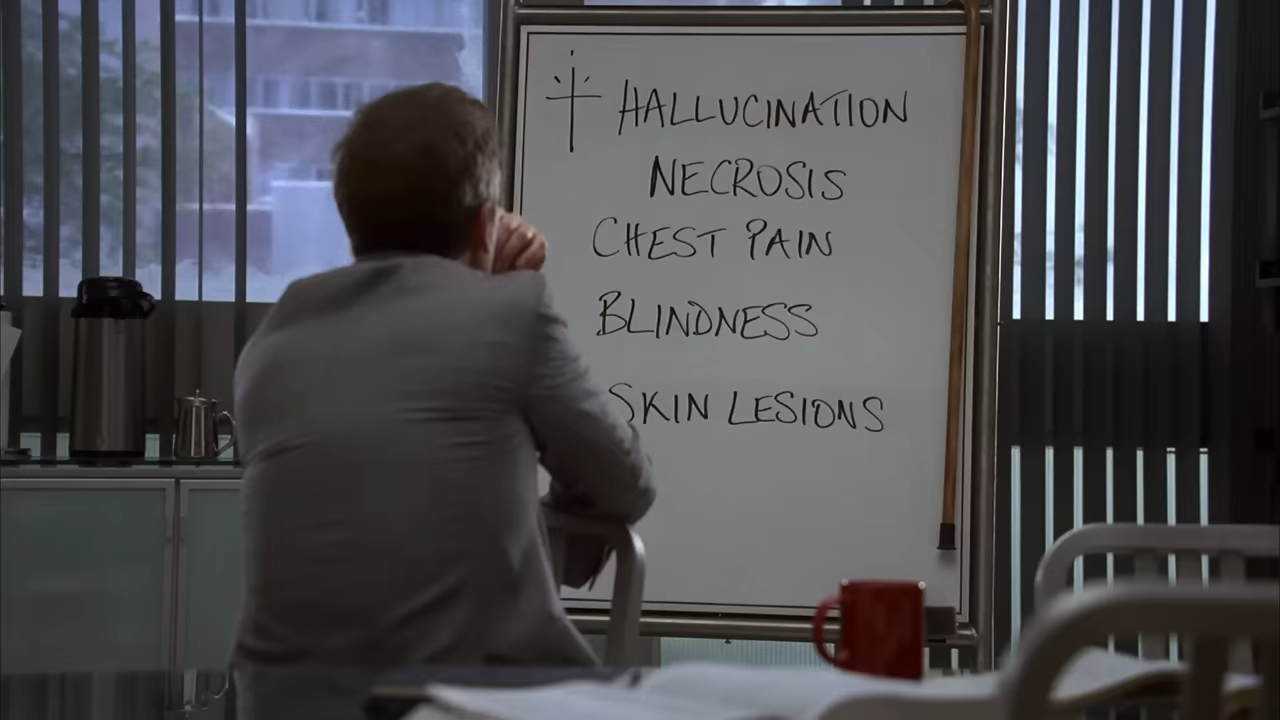 HALLUCINATION
NECROSIS
CHEST PAIN
BLINDNESS
SKIN LESIONS